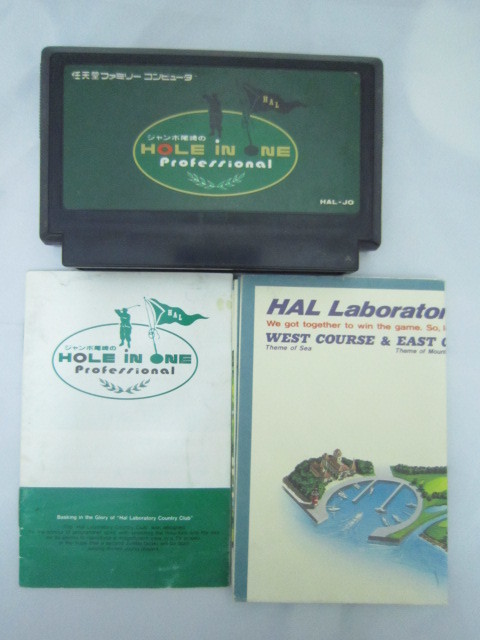 任天堂ファミリーコンピュータ
HAL
ジャンボ尾崎の
HOLE iN ONE
Professional
HAL-JO
HAL
ジャンボ尾崎の
HOLE iN ONE
Professional
Basking in the Glory of "Hal Laboratory Country Club"
HAL Laborator
We got together to win the game. So, i
WEST COURSE & EAST C
Theme of Sea
Theme of Mount